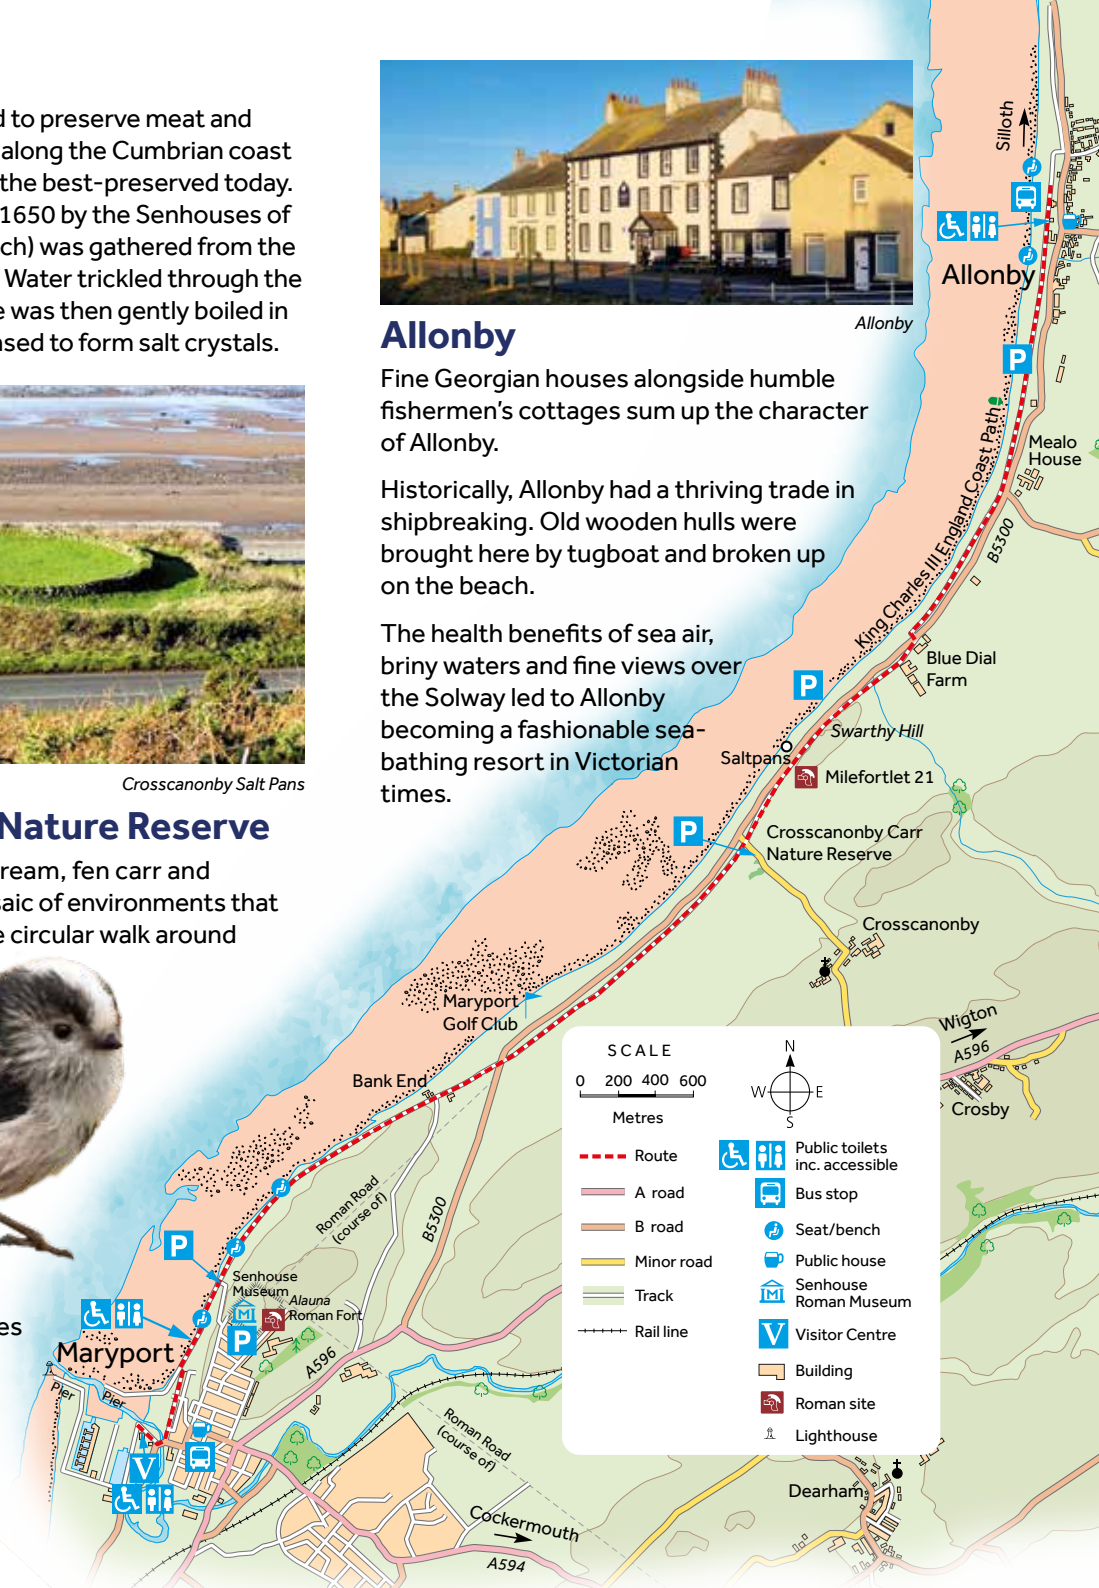 d to preserve meat and
along the Cumbrian coast
the best-preserved today.
1650 by the Senhouses of
ch) was gathered from the
Water trickled through the
e was then gently boiled in
nsed to form salt crystals.
Crosscanonby Salt Pans
Nature Reserve
ream, fen carr and
saic of environments that
e circular walk around
es
Allonby
Allonby
Fine Georgian houses alongside humble
fishermen's cottages sum up the character
of Allonby.
Historically, Allonby had a thriving trade in
shipbreaking. Old wooden hulls were
brought here by tugboat and broken up
on the beach.
The health benefits of sea air,
briny waters and fine views over
the Solway led to Allonby
becoming a fashionable sea-
bathing resort in Victorian
times.
Silloth
Allonby
P
Mealo
House
King Charles III England Coast Path
B5300
Blue Dial
Farm
P
Swarthy Hill
Saltpans
Milefortlet 21
P
Crosscanonby Carr
Nature Reserve
Crosscanonby
Maryport
Golf Club
Wigton
A596
Crosby
Bank End
Roman Road
(course of)
B5300
P
Senhouse
Museum
M
Alauna
Roman Fort
P
Maryport
A596
Pier
Pier
V
Roman Road
(course of)
Cockermouth
A594
Dearham
SCALE
0 200 400 600
Metres
N
W E
S
Route
A road
B road
Minor road
Track
Rail line
Public toilets
inc. accessible
Bus stop
Seat/bench
Public house
M
Senhouse
Roman Museum
V
Visitor Centre
Building
Roman site
Lighthouse